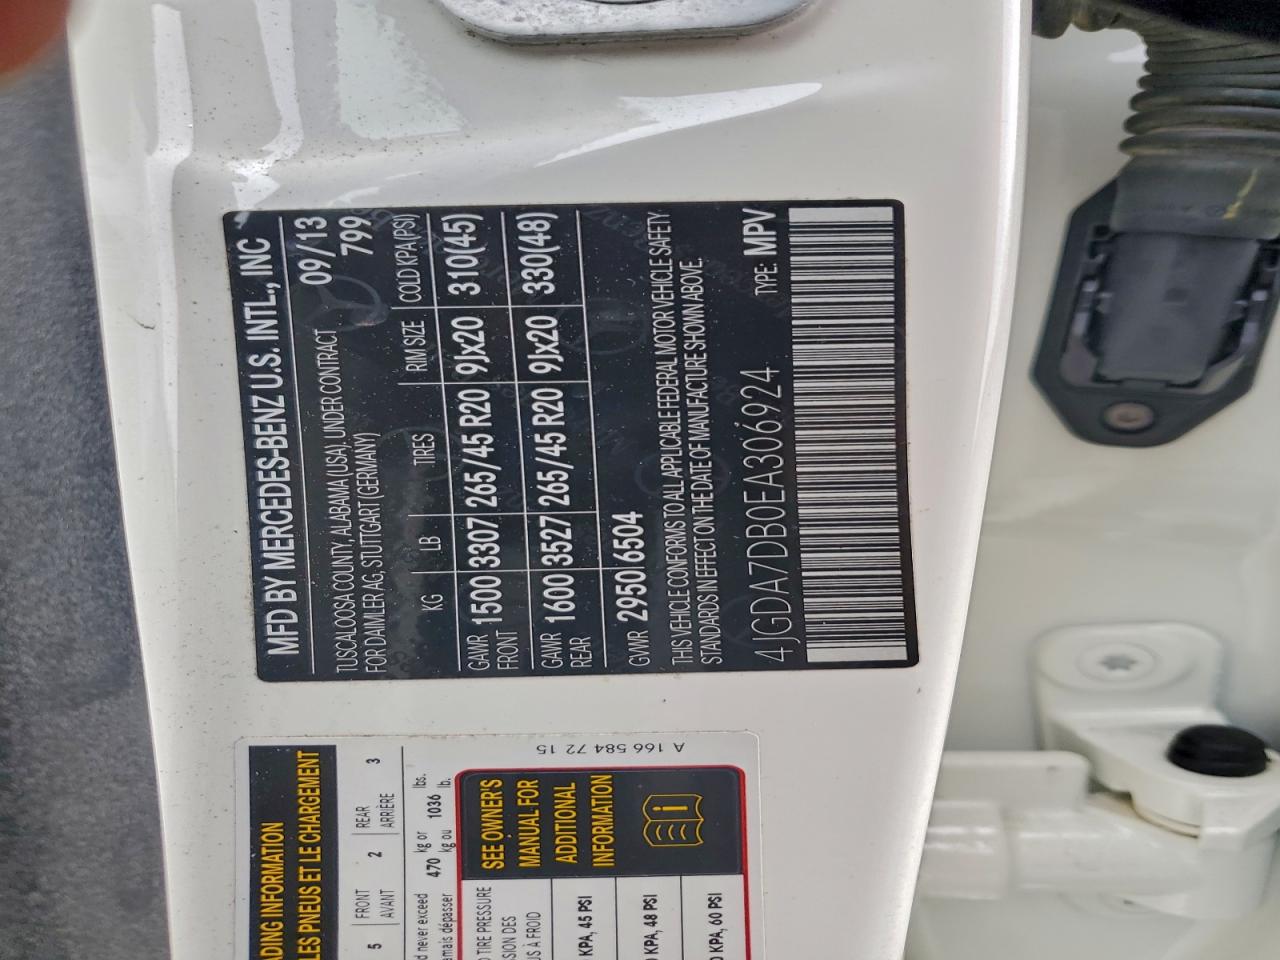 MFD BY MERCEDES-BENZ U.S. INTL., INC
TUSCALOOSA COUNTY, ALABAMA (USA), UNDER CONTRACT 09/13
FOR DAIMLER AG, STUTTGART (GERMANY) 799
KG LB TIRES RIM SIZE COLD KPA (PSI)
GAWR 1500 3307 265/45 R20 9Jx20 310(45)
FRONT
GAWR 1600 3527 265/45 R20 9Jx20 330(48)
REAR
GVWR 2950 6504
THIS VEHICLE CONFORMS TO ALL APPLICABLE FEDERAL MOTOR VEHICLE SAFETY
STANDARDS IN EFFECT ON THE DATE OF MANUFACTURE SHOWN ABOVE.
4JGDA7DB0EA306924 TYPE: MPV
INFORMATION
LES PNEUS ET LE CHARGEMENT
5 FRONT 2 REAR 3
AVANT ARRIÈRE
never exceed 470 kg or 1036 lbs.
dépasser kg ou lb.
TIRE PRESSURE
DES
À FROID
KPA, 45 PSI
KPA, 48 PSI
KPA, 60 PSI
SEE OWNER'S
MANUAL FOR
ADDITIONAL
INFORMATION
A 166 584 72 15